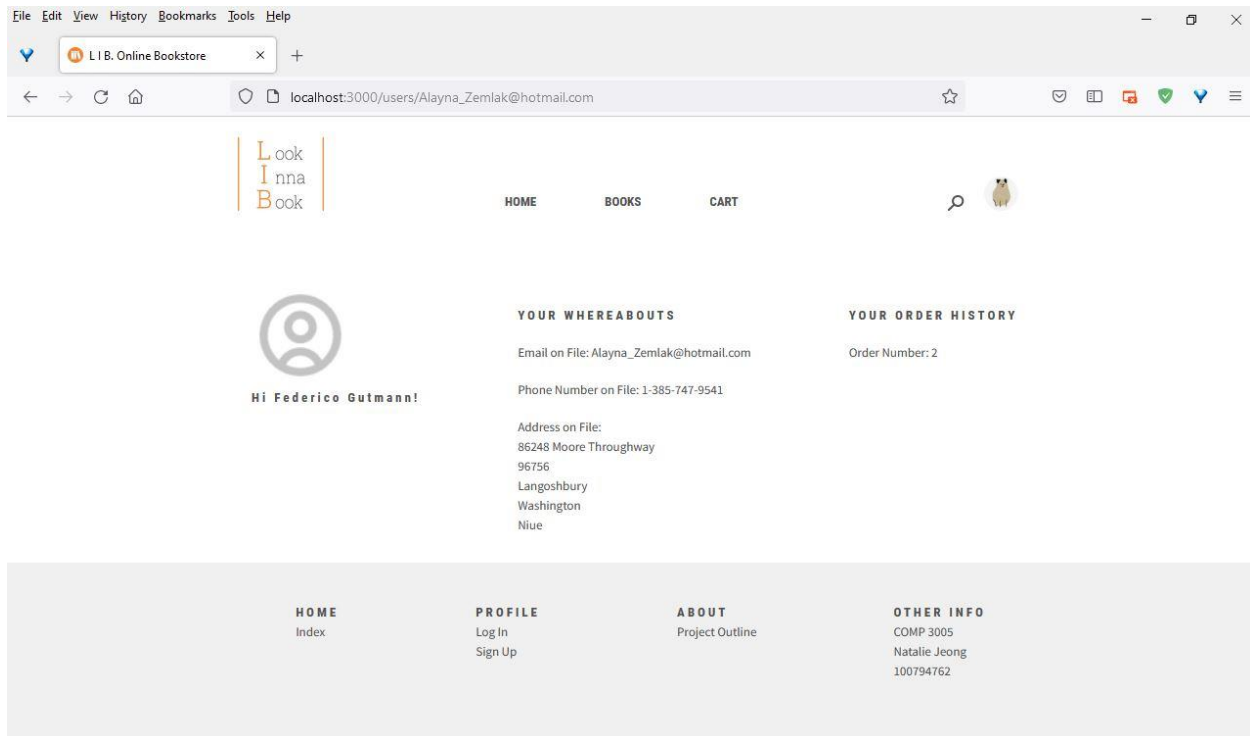 File Edit View History Bookmarks Tools Help
L I B. Online Bookstore
localhost:3000/users/Alayna_Zemlak@hotmail.com
Look
Inna
Book
HOME BOOKS CART
YOUR WHEREABOUTS
YOUR ORDER HISTORY
Email on File: Alayna_Zemlak@hotmail.com
Order Number: 2
Phone Number on File: 1-385-747-9541
Hi Federico Gutmann!
Address on File:
86248 Moore Throughway
96756
Langoshbury
Washington
Niue
HOME
Index
PROFILE
Log In
Sign Up
ABOUT
Project Outline
OTHER INFO
COMP 3005
Natalie Jeong
100794762